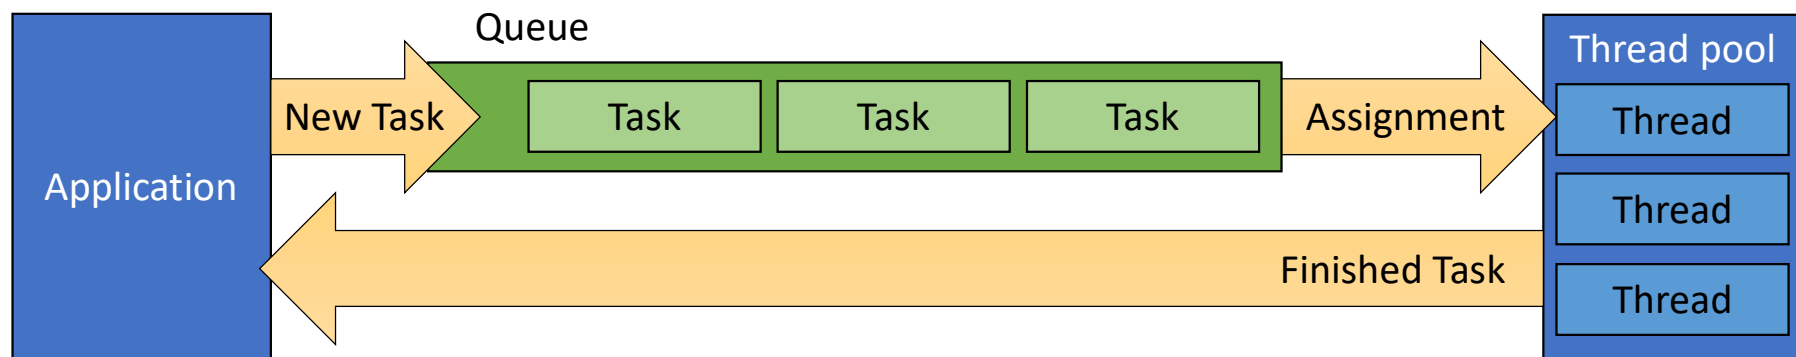 Queue
Thread pool
New Task
Task
Task
Task
Assignment
Thread
Application
Thread
Finished Task
Thread